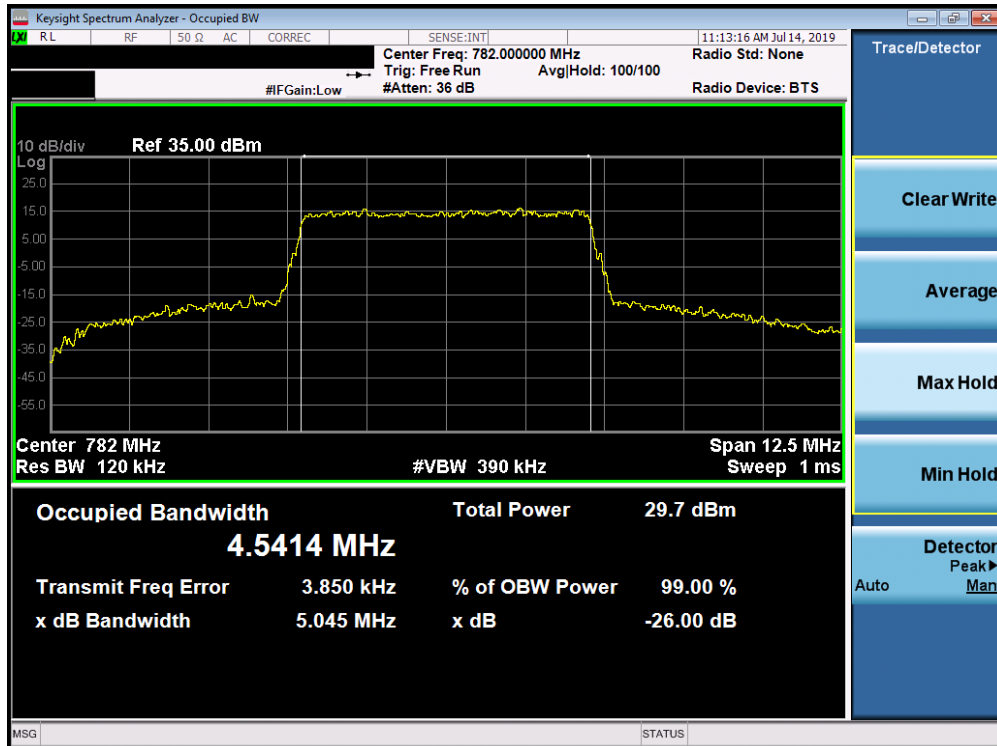 Keysight Spectrum Analyzer - Occupied BW
LXI RL RF 50 Ω AC CORREC SENSE:INT 11:13:16 AM Jul 14, 2019
Center Freq: 782.000000 MHz Radio Std: None
Trig: Free Run Avg|Hold: 100/100
#IFGain:Low #Atten: 36 dB Radio Device: BTS
Trace/Detector
10 dB/div Ref 35.00 dBm
Log
25.0
15.0
5.00
-5.00
-15.0
-25.0
-35.0
-45.0
-55.0
Center 782 MHz Span 12.5 MHz
Res BW 120 kHz #VBW 390 kHz Sweep 1 ms
Occupied Bandwidth Total Power 29.7 dBm
4.5414 MHz
Transmit Freq Error 3.850 kHz % of OBW Power 99.00 %
x dB Bandwidth 5.045 MHz x dB -26.00 dB
Clear Write
Average
Max Hold
Min Hold
Detector
Peak▶
Auto Man
MSG STATUS